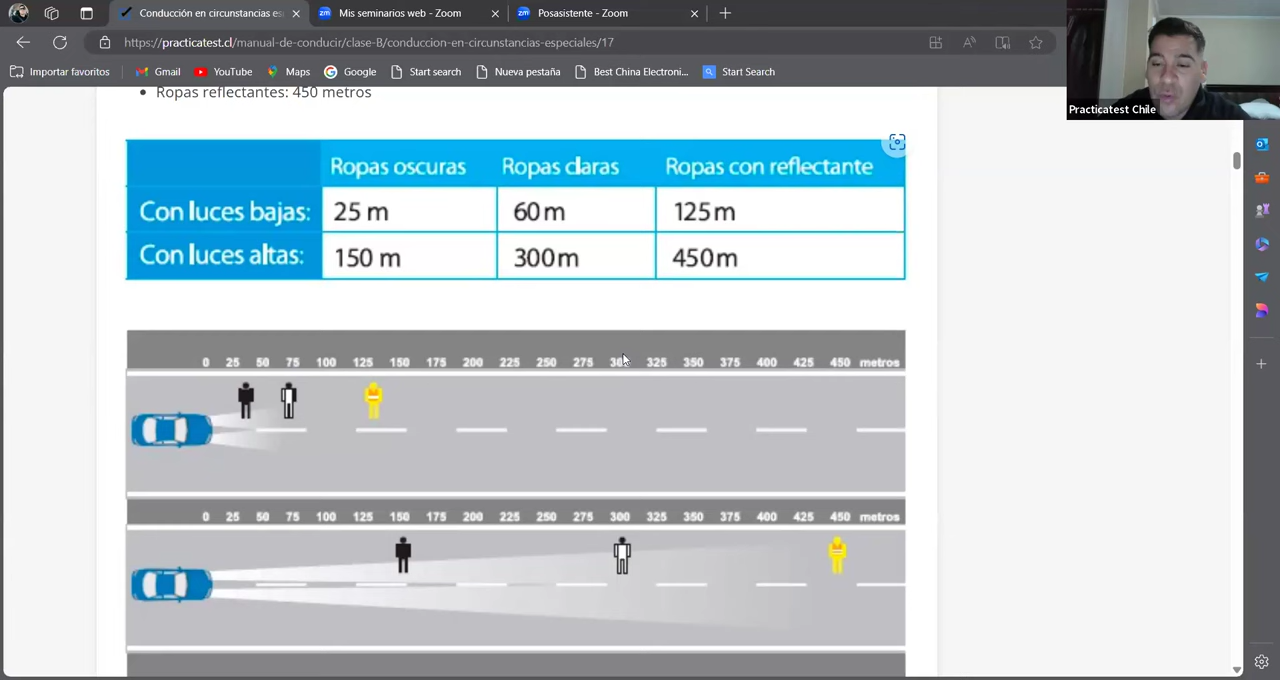 Conducción en circunstancias es
Mis seminarios web - Zoom
Posasistente - Zoom
https://practicatest.cl/manual-de-conducir/clase-B/conduccion-en-circunstancias-especiales/17
Importar favoritos
Gmail
YouTube
Maps
Google
Start search
Nueva pestaña
Best China Electroni...
Start Search
Practicatest Chile
• Ropas reflectantes: 450 metros
Ropas oscuras Ropas claras Ropas con reflectante
Con luces bajas: 25 m 60 m 125 m
Con luces altas: 150 m 300 m 450 m
0 25 50 75 100 125 150 175 200 225 250 275 300 325 350 375 400 425 450 metros
0 25 50 75 100 125 150 175 200 225 250 275 300 325 350 375 400 425 450 metros